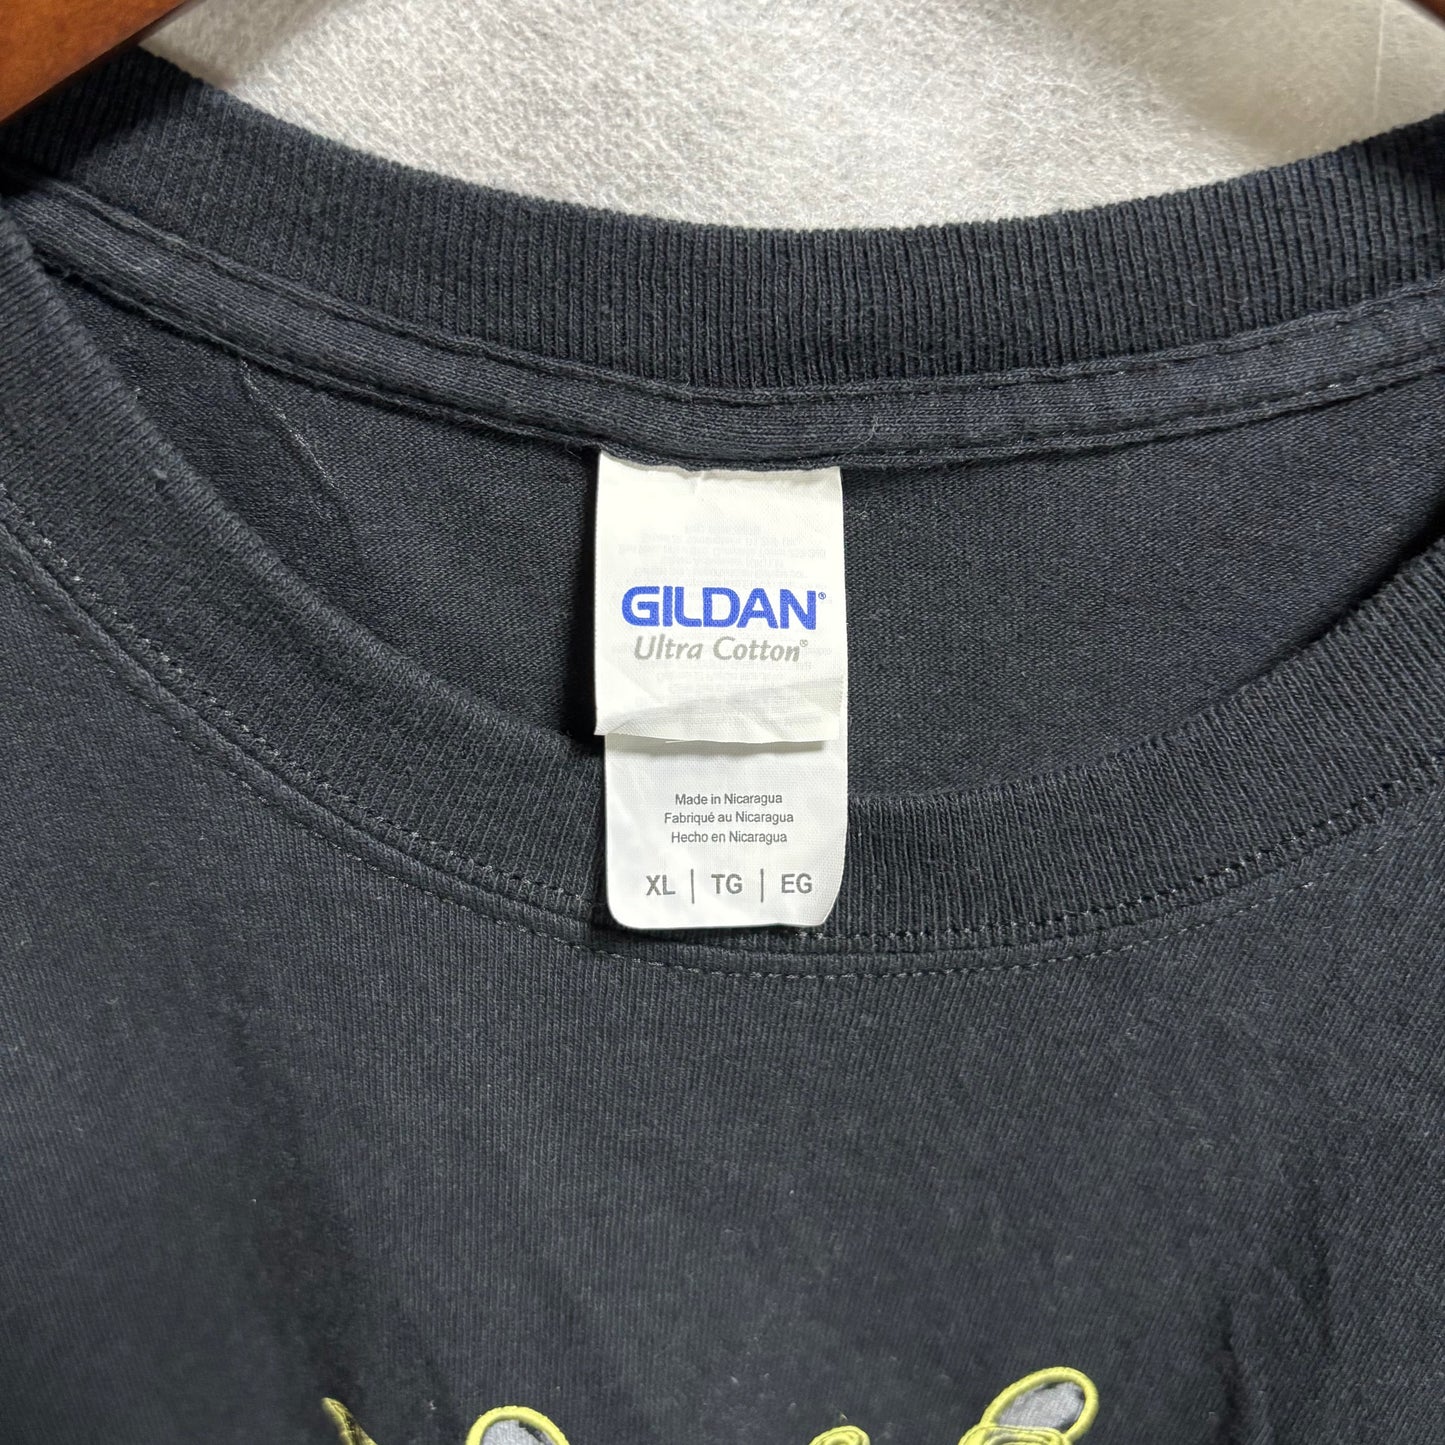 GILDAN®
Ultra Cotton®
Made in Nicaragua
Fabriqué au Nicaragua
Hecho en Nicaragua
XL | TG | EG